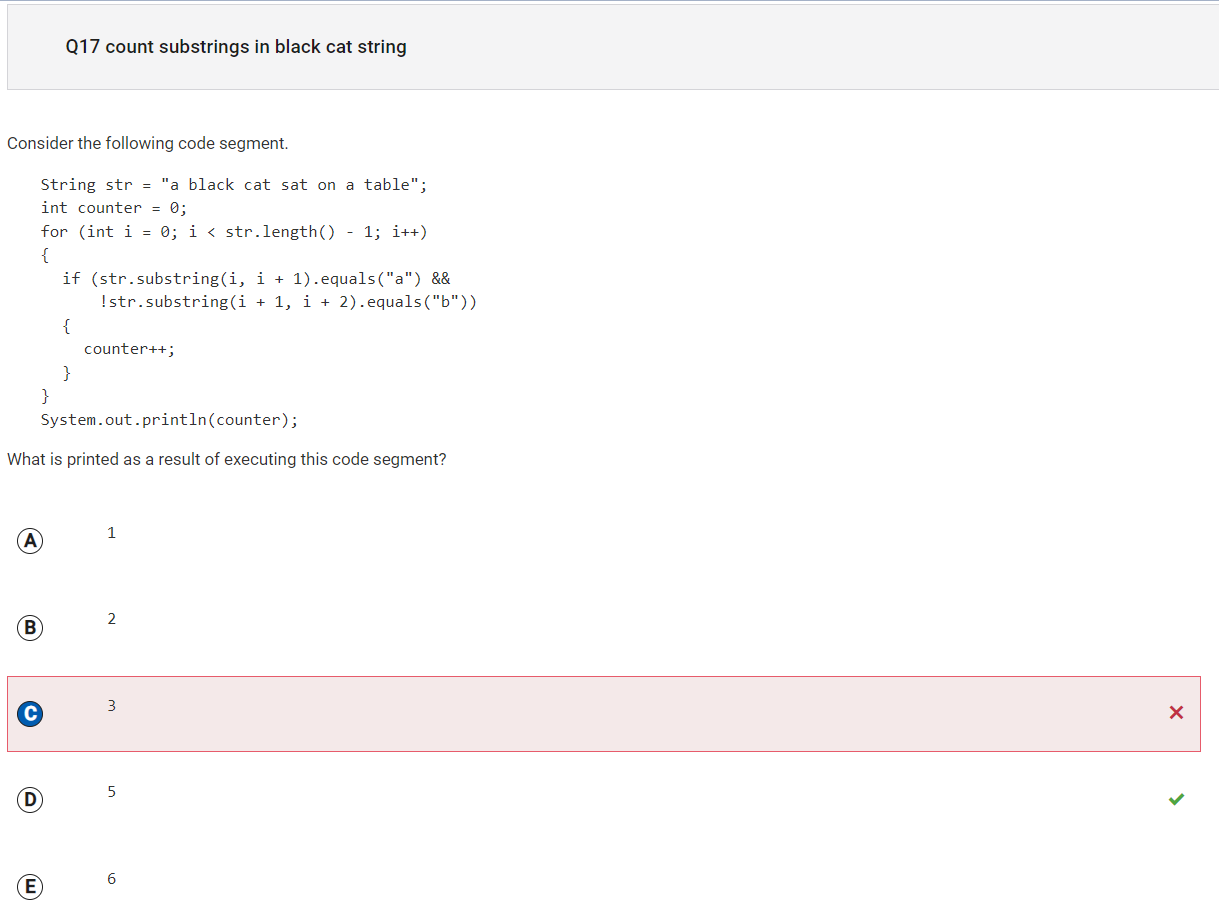 Q17 count substrings in black cat string
Consider the following code segment.
String str = "a black cat sat on a table";
int counter = 0;
for (int i = 0; i < str.length() - 1; i++)
{
if (str.substring(i, i + 1).equals("a") &&
!str.substring(i + 1, i + 2).equals("b"))
{
counter++;
}
}
System.out.println(counter);
What is printed as a result of executing this code segment?
A 1
B 2
C 3
D 5
E 6